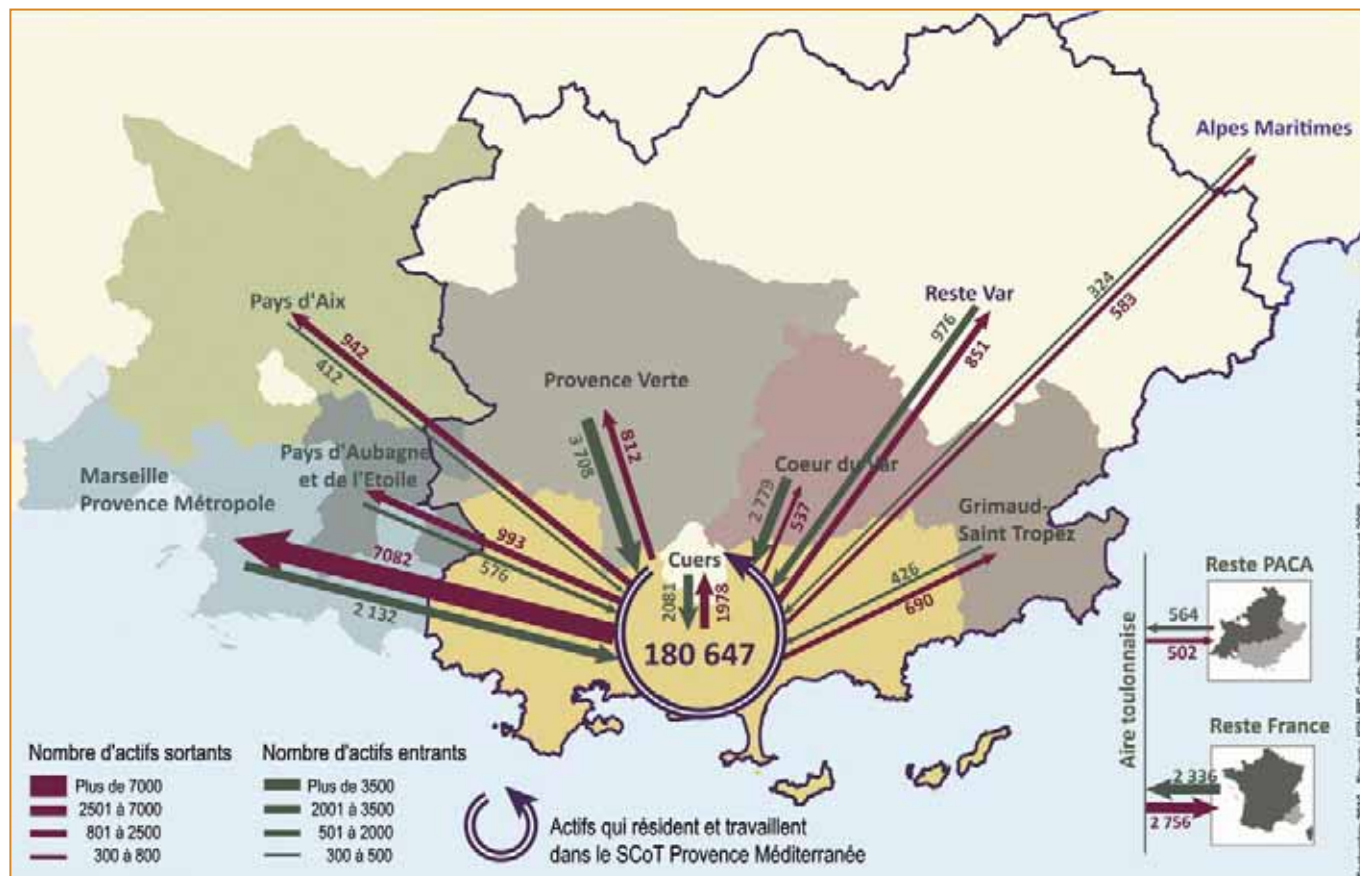 Alpes Maritimes
324
583
Pays d'Aix
942
412
Reste Var
976
851
Provence Verte
3 708
812
Coeur du Var
2 779
537
Pays d'Aubagne
et de l'Etoile
993
576
Marseille
Provence Métropole
7082
2 132
Grimaud-
Saint Tropez
426
690
Cuers
2081
1978
180 647
Reste PACA
564
502
Aire toulonnaise
Reste France
2 336
2 756
Nombre d'actifs sortants
Plus de 7000
2501 à 7000
801 à 2500
300 à 800
Nombre d'actifs entrants
Plus de 3500
2001 à 3500
501 à 2000
300 à 500
Actifs qui résident et travaillent
dans le SCoT Provence Méditerranée